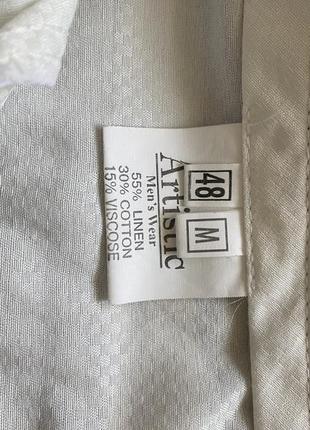 48 M
Artistic
Men's Wear
55% LINEN
30% COTTON
15% VISCOSE